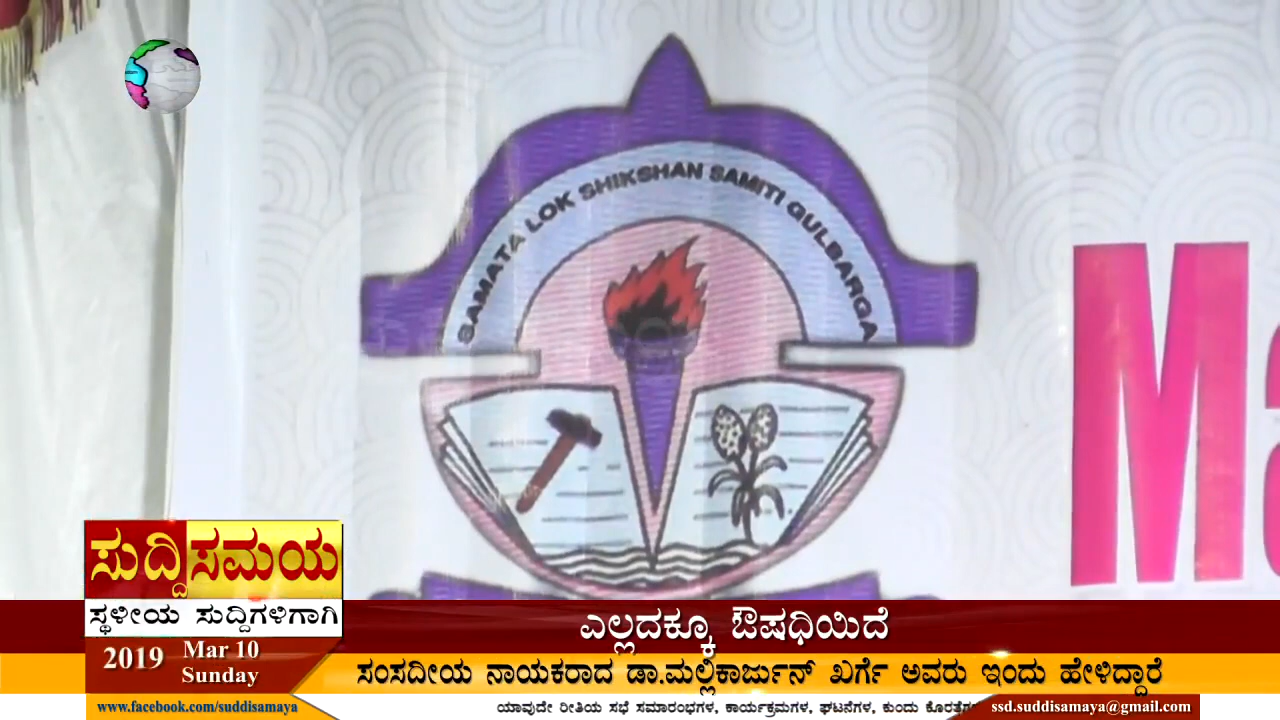 SAMATA LOK SHIKSHAN SAMITI GULBARGA
ಸುದ್ದಿಸಮಯ
ಸ್ಥಳೀಯ ಸುದ್ದಿಗಳಿಗಾಗಿ
2019 Mar 10
Sunday
ಎಲ್ಲದಕ್ಕೂ ಔಷಧಿಯಿದೆ
ಸಂಸದೀಯ ನಾಯಕರಾದ ಡಾ.ಮಲ್ಲಿಕಾರ್ಜುನ್ ಖರ್ಗೆ ಅವರು ಇಂದು ಹೇಳಿದ್ದಾರೆ
www.facebook.com/suddisamaya
ಯಾವುದೇ ರೀತಿಯ ಸಭೆ ಸಮಾರಂಭಗಳ, ಕಾರ್ಯಕ್ರಮಗಳ, ಘಟನೆಗಳ, ಕುಂದು
ssd.suddisamaya@gmail.com